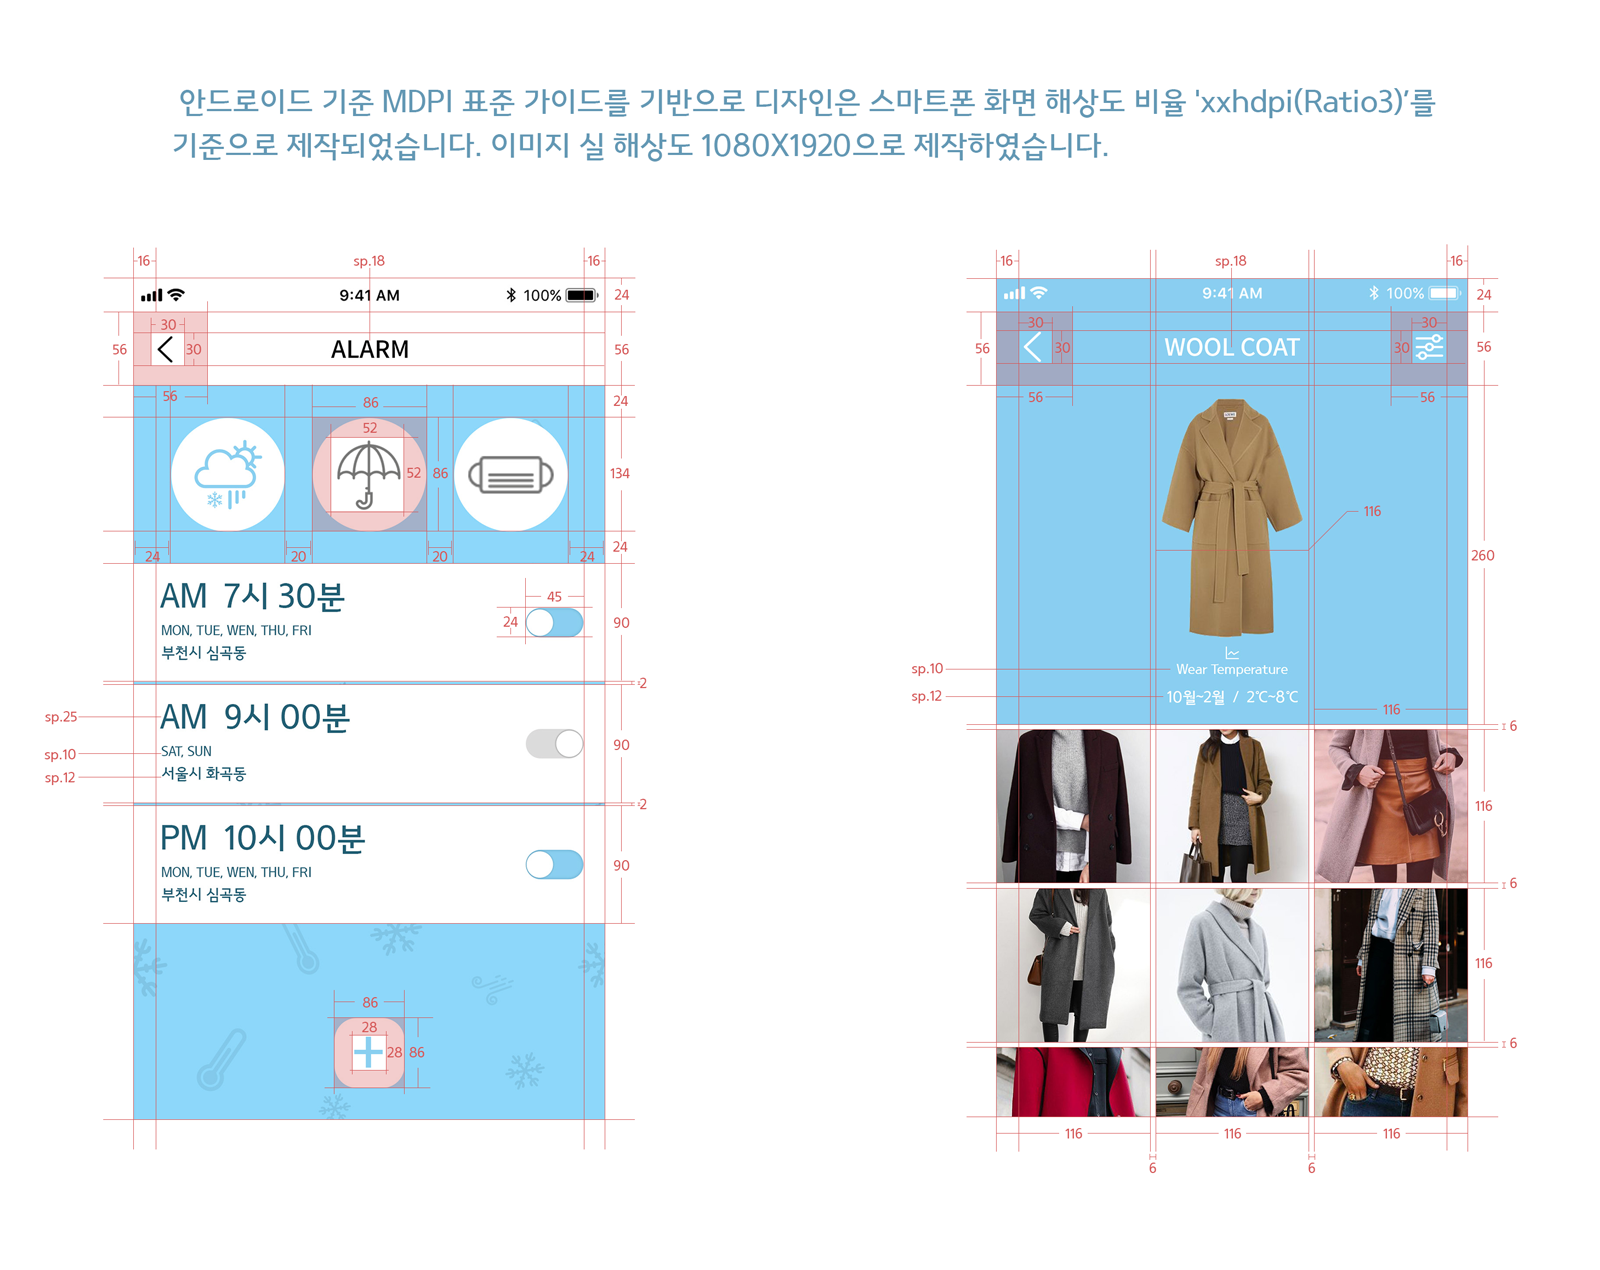 안드로이드 기준 MDPI 표준 가이드를 기반으로 디자인은 스마트폰 화면 해상도 비율 'xxhdpi(Ratio3)'를
기준으로 제작되었습니다. 이미지 실 해상도 1080X1920으로 제작하였습니다.
16
sp.18
16
9:41 AM
100%
24
30
56
30
ALARM
56
56
86
24
52
52
86
134
24
20
20
24
24
AM 7시 30분
45
24
90
MON, TUE, WEN, THU, FRI
부천시 심곡동
2
sp.25
AM 9시 00분
90
sp.10
SAT, SUN
sp.12
서울시 화곡동
2
PM 10시 00분
90
MON, TUE, WEN, THU, FRI
부천시 심곡동
86
28
28
86
16
sp.18
16
9:41 AM
100%
24
30
30
56
30
WOOL COAT
30
56
56
56
116
260
sp.10
Wear Temperature
sp.12
10월~2월 / 2℃~8℃
116
6
116
6
116
6
116
116
116
6
6